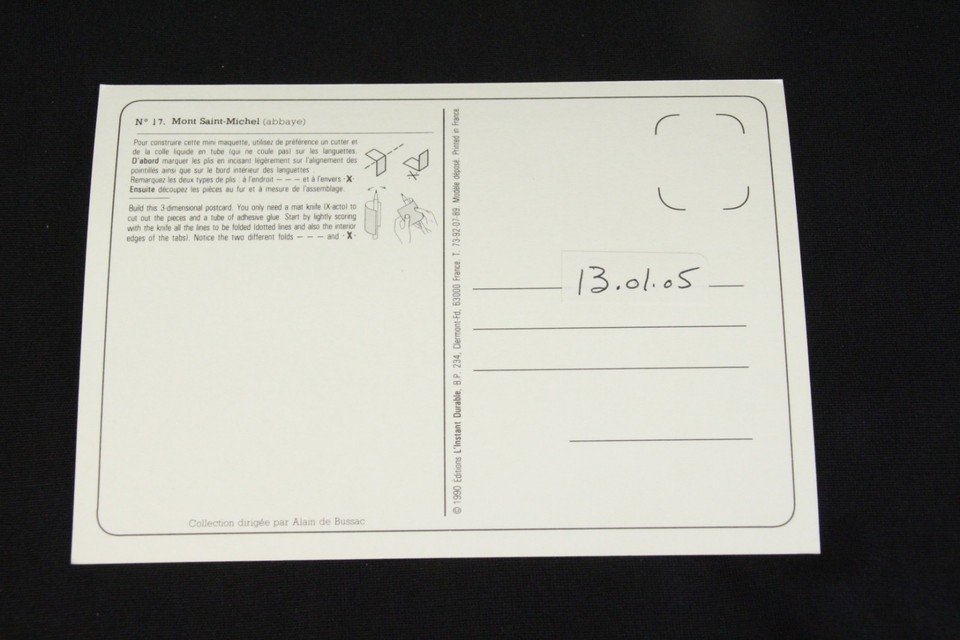 N° 17. Mont Saint-Michel (abbaye)
Pour construire cette mini maquette, utilisez de préférence un cutter et
de la colle liquide en tube (qui ne coule pas) sur les languettes.
D'abord marquer les plis en incisant légèrement sur l'alignement des
pointillés ainsi que sur le bord intérieur des languettes.
Remarquez les deux types de plis : à l'endroit — — — et à l'envers ·X·
Ensuite découpez les pièces au fur et à mesure de l'assemblage.
Build this 3-dimensional postcard. You only need a mat knife (X-acto) to
cut out the pieces and a tube of adhesive glue. Start by lightly scoring
with the knife all the lines to be folded (dotted lines and also the interior
edges of the tabs). Notice the two different folds — — — and ·X·
X
Collection dirigée par Alain de Bussac
© 1990 Editions L'Instant Durable, B.P. 234, Clermont-Fd, 63000 France. T. 73-92-07-89. Modèle déposé. Printed in France.
13.01.05